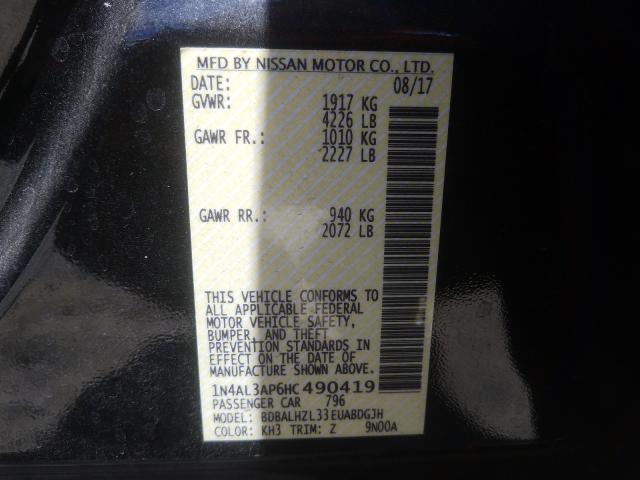 MFD BY NISSAN MOTOR CO., LTD.
DATE: 08/17
GVWR: 1917 KG
4226 LB
GAWR FR.: 1010 KG
2227 LB
GAWR RR.: 940 KG
2072 LB
THIS VEHICLE CONFORMS TO
ALL APPLICABLE FEDERAL
MOTOR VEHICLE SAFETY,
BUMPER, AND THEFT
PREVENTION STANDARDS
IN EFFECT ON THE DATE OF
MANUFACTURE SHOWN ABOVE.
1N4AL3AP6HC490419
PASSENGER CAR 796
MODEL: BDBALHZL33EUABDGJH
COLOR: KH3 TRIM: Z 9N00A